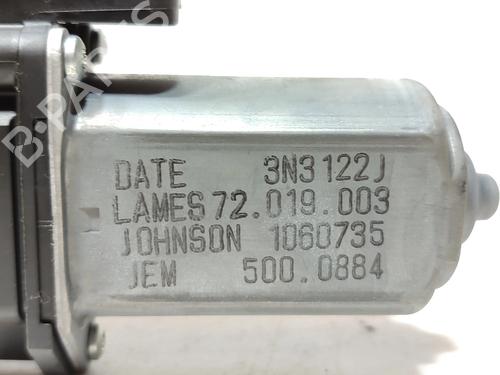 B-PARTS
DATE 3N3122J
LAMES 72.019.003
JOHNSON 1060735
JEM 500.0884